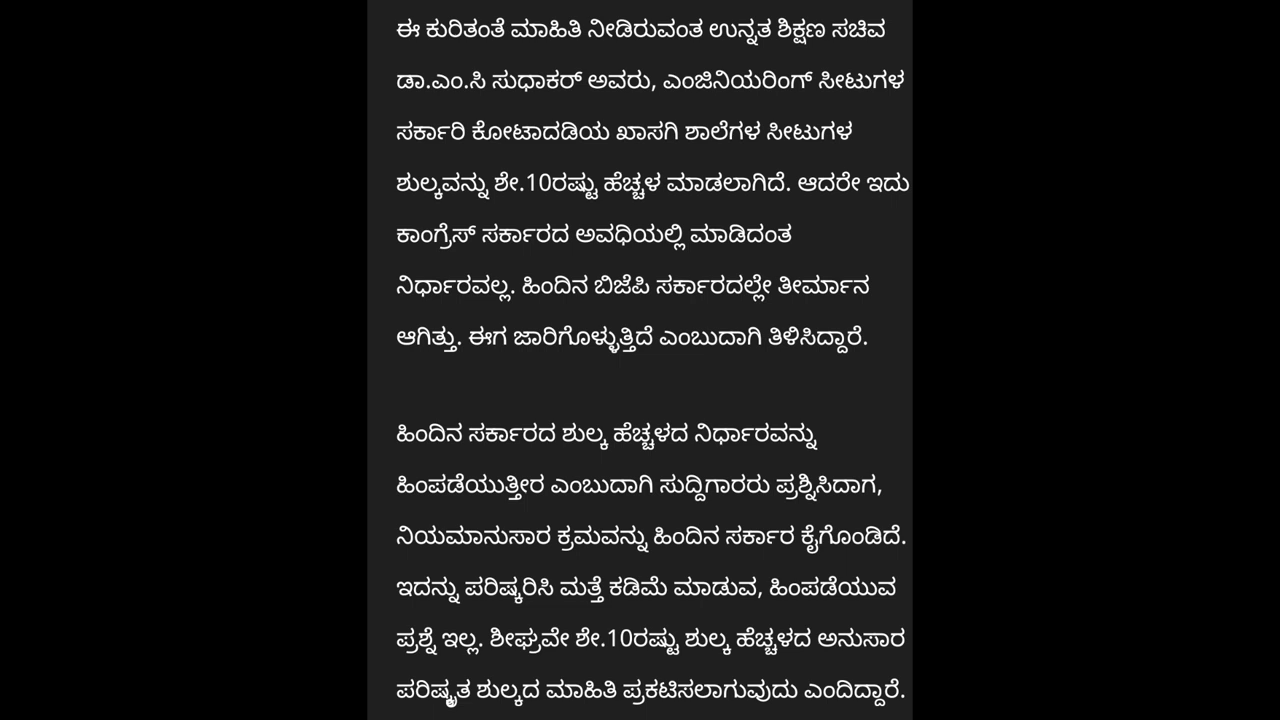 ಈ ಕುರಿತಂತೆ ಮಾಹಿತಿ ನೀಡಿರುವಂತ ಉನ್ನತ ಶಿಕ್ಷಣ ಸಚಿವ
ಡಾ.ಎಂ.ಸಿ ಸುಧಾಕರ್ ಅವರು, ಎಂಜಿನಿಯರಿಂಗ್ ಸೀಟುಗಳ
ಸರ್ಕಾರಿ ಕೋಟಾದಡಿಯ ಖಾಸಗಿ ಶಾಲೆಗಳ ಸೀಟುಗಳ
ಶುಲ್ಕವನ್ನು ಶೇ.10ರಷ್ಟು ಹೆಚ್ಚಳ ಮಾಡಲಾಗಿದೆ. ಆದರೇ ಇದು
ಕಾಂಗ್ರೆಸ್ ಸರ್ಕಾರದ ಅವಧಿಯಲ್ಲಿ ಮಾಡಿದಂತ
ನಿರ್ಧಾರವಲ್ಲ. ಹಿಂದಿನ ಬಿಜೆಪಿ ಸರ್ಕಾರದಲ್ಲೇ ತೀರ್ಮಾನ
ಆಗಿತ್ತು. ಈಗ ಜಾರಿಗೊಳ್ಳುತ್ತಿದೆ ಎಂಬುದಾಗಿ ತಿಳಿಸಿದ್ದಾರೆ.
ಹಿಂದಿನ ಸರ್ಕಾರದ ಶುಲ್ಕ ಹೆಚ್ಚಳದ ನಿರ್ಧಾರವನ್ನು
ಹಿಂಪಡೆಯುತ್ತೀರ ಎಂಬುದಾಗಿ ಸುದ್ದಿಗಾರರು ಪ್ರಶ್ನಿಸಿದಾಗ,
ನಿಯಮಾನುಸಾರ ಕ್ರಮವನ್ನು ಹಿಂದಿನ ಸರ್ಕಾರ ಕೈಗೊಂಡಿದೆ.
ಇದನ್ನು ಪರಿಷ್ಕರಿಸಿ ಮತ್ತೆ ಕಡಿಮೆ ಮಾಡುವ, ಹಿಂಪಡೆಯುವ
ಪ್ರಶ್ನೆ ಇಲ್ಲ. ಶೀಘ್ರವೇ ಶೇ.10ರಷ್ಟು ಶುಲ್ಕ ಹೆಚ್ಚಳದ ಅನುಸಾರ
ಪರಿಷ್ಕೃತ ಶುಲ್ಕದ ಮಾಹಿತಿ ಪ್ರಕಟಿಸಲಾಗುವುದು ಎಂದಿದ್ದಾರೆ.